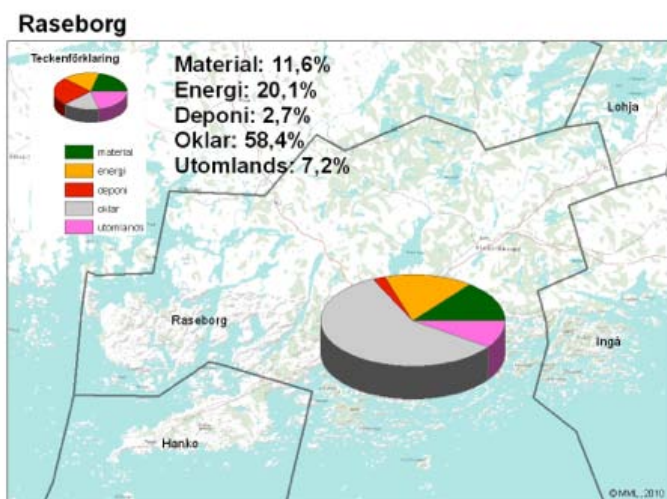 Raseborg
Teckenförklaring
material
energi
deponi
oklar
utomlands
Material: 11,6%
Energi: 20,1%
Deponi: 2,7%
Oklar: 58,4%
Utomlands: 7,2%
Lohja
Raseborg
Ingå
Hanko
©MML, 2010